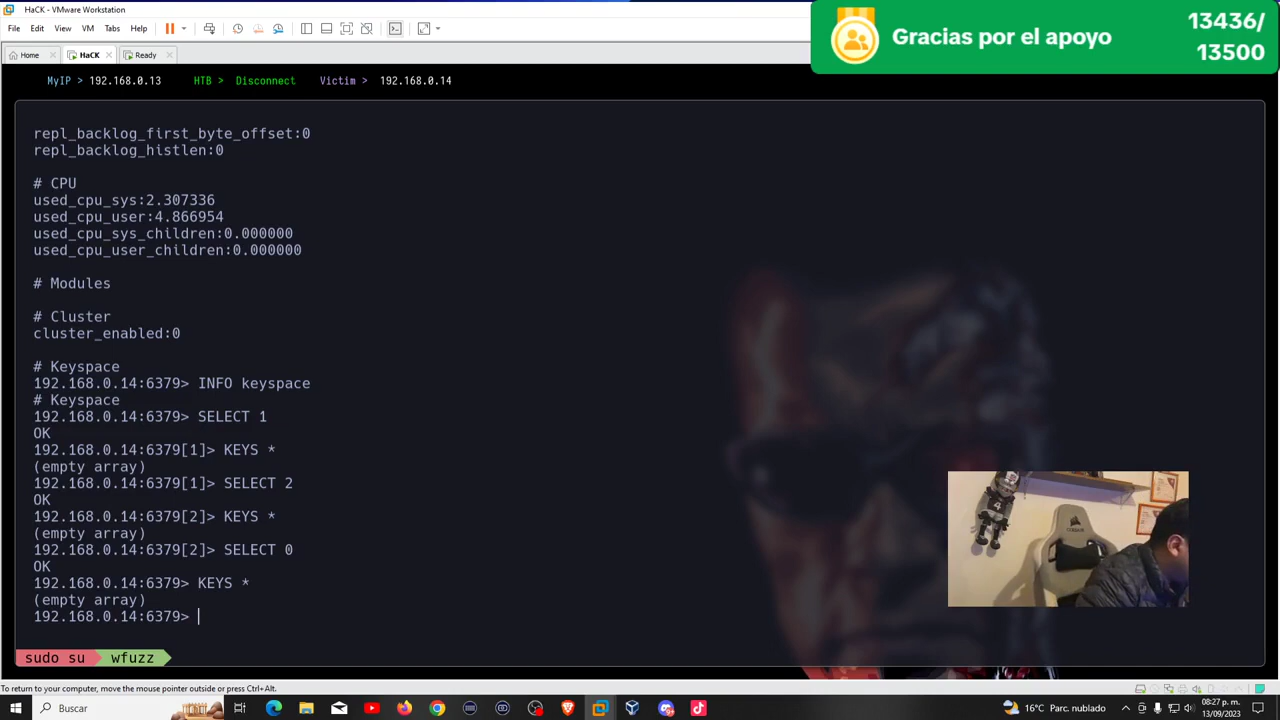 HaCK - VMware Workstation
File Edit View VM Tabs Help
Home HaCK Ready
Gracias por el apoyo
13436/
13500
MyIP > 192.168.0.13 HTB > Disconnect Victim > 192.168.0.14
repl_backlog_first_byte_offset:0
repl_backlog_histlen:0
# CPU
used_cpu_sys:2.307336
used_cpu_user:4.866954
used_cpu_sys_children:0.000000
used_cpu_user_children:0.000000
# Modules
# Cluster
cluster_enabled:0
# Keyspace
192.168.0.14:6379> INFO keyspace
# Keyspace
192.168.0.14:6379> SELECT 1
OK
192.168.0.14:6379[1]> KEYS *
(empty array)
192.168.0.14:6379[1]> SELECT 2
OK
192.168.0.14:6379[2]> KEYS *
(empty array)
192.168.0.14:6379[2]> SELECT 0
OK
192.168.0.14:6379> KEYS *
(empty array)
192.168.0.14:6379>
sudo su wfuzz
To return to your computer, move the mouse pointer outside or press Ctrl+Alt.
Buscar
16°C Parc. nublado
08:27 p. m.
13/09/2023